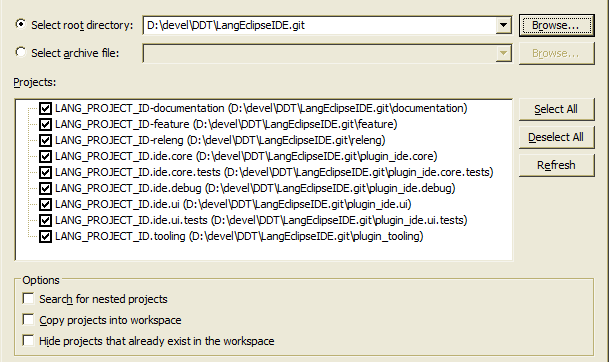 Select root directory: D:\devel\DDT\LangEclipseIDE.git Browse...
Select archive file: Browse...
Projects:
LANG_PROJECT_ID-documentation (D:\devel\DDT\LangEclipseIDE.git\documentation)
LANG_PROJECT_ID-feature (D:\devel\DDT\LangEclipseIDE.git\feature)
LANG_PROJECT_ID-releng (D:\devel\DDT\LangEclipseIDE.git\releng)
LANG_PROJECT_ID.ide.core (D:\devel\DDT\LangEclipseIDE.git\plugin_ide.core)
LANG_PROJECT_ID.ide.core.tests (D:\devel\DDT\LangEclipseIDE.git\plugin_ide.core.tests)
LANG_PROJECT_ID.ide.debug (D:\devel\DDT\LangEclipseIDE.git\plugin_ide.debug)
LANG_PROJECT_ID.ide.ui (D:\devel\DDT\LangEclipseIDE.git\plugin_ide.ui)
LANG_PROJECT_ID.ide.ui.tests (D:\devel\DDT\LangEclipseIDE.git\plugin_ide.ui.tests)
LANG_PROJECT_ID.tooling (D:\devel\DDT\LangEclipseIDE.git\plugin_tooling)
Select All
Deselect All
Refresh
Options
Search for nested projects
Copy projects into workspace
Hide projects that already exist in the workspace